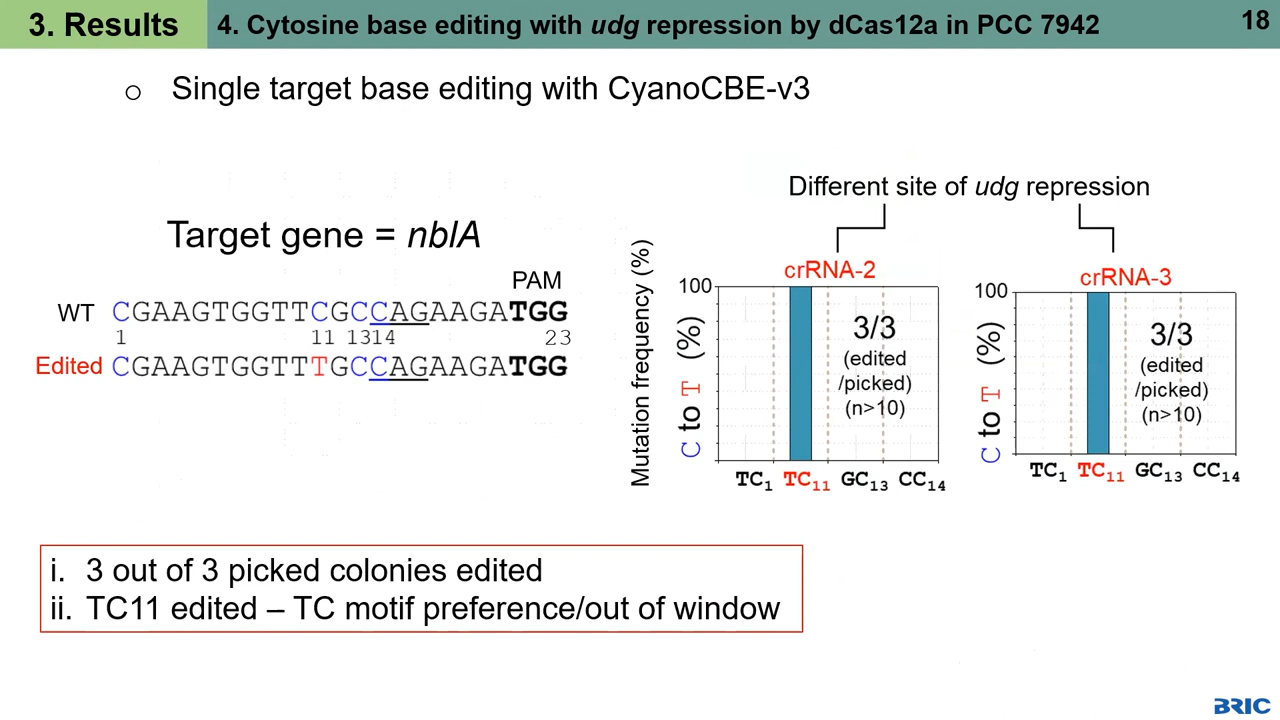 3. Results
4. Cytosine base editing with udg repression by dCas12a in PCC 7942
18
o Single target base editing with CyanoCBE-v3
Target gene = nblA
PAM
WT CGAAGTGGTTCGCCAGAAGATGG
1 11 1314 23
Edited CGAAGTGGTTTGCCAGAAGATGG
Different site of udg repression
Mutation frequency (%)
C to T (%)
crRNA-2
100
3/3
(edited
/picked)
(n>10)
TC1 TC11 GC13 CC14
C to T (%)
crRNA-3
100
3/3
(edited
/picked)
(n>10)
TC1 TC11 GC13 CC14
i. 3 out of 3 picked colonies edited
ii. TC11 edited – TC motif preference/out of window
BRIC